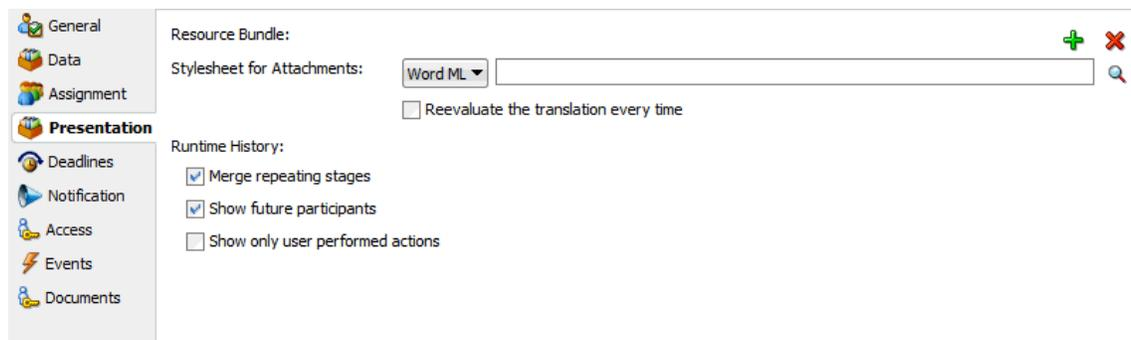 General
Data
Assignment
Presentation
Deadlines
Notification
Access
Events
Documents
Resource Bundle:
Stylesheet for Attachments: Word ML
Reevaluate the translation every time
Runtime History:
Merge repeating stages
Show future participants
Show only user performed actions